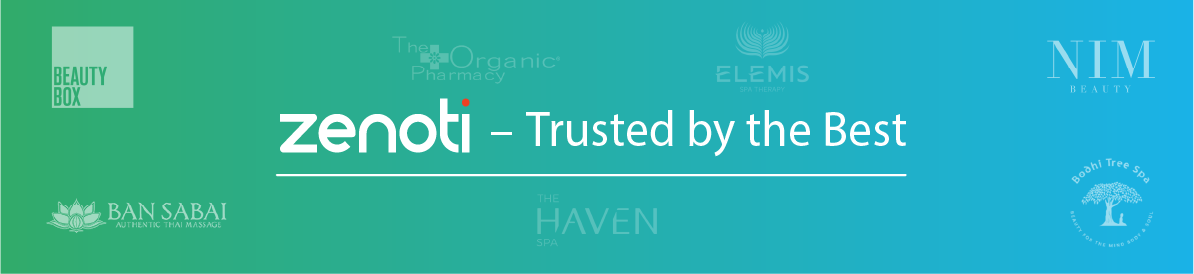 BEAUTY
BOX
The Organic®
Pharmacy
ELEMIS
SPA THERAPY
NIM
BEAUTY
zenoti – Trusted by the Best
BAN SABAI
AUTHENTIC THAI MASSAGE
THE
HAVEN
SPA
Bodhi Tree Spa
BEAUTY FOR THE MIND, BODY & SOUL